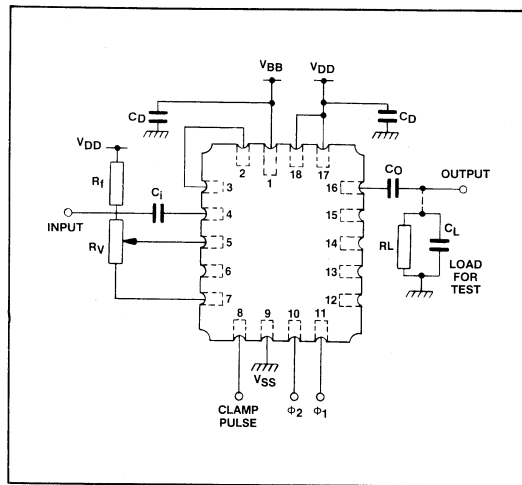 VBB VDD
CD CD
VDD
2 1 18 17
Rf
3 16 CO OUTPUT
Ci
4 15
INPUT
RV 5 14 RL CL
6 13 LOAD
FOR
TEST
7 12
8 9 10 11
VSS
CLAMP
PULSE
Φ2 Φ1